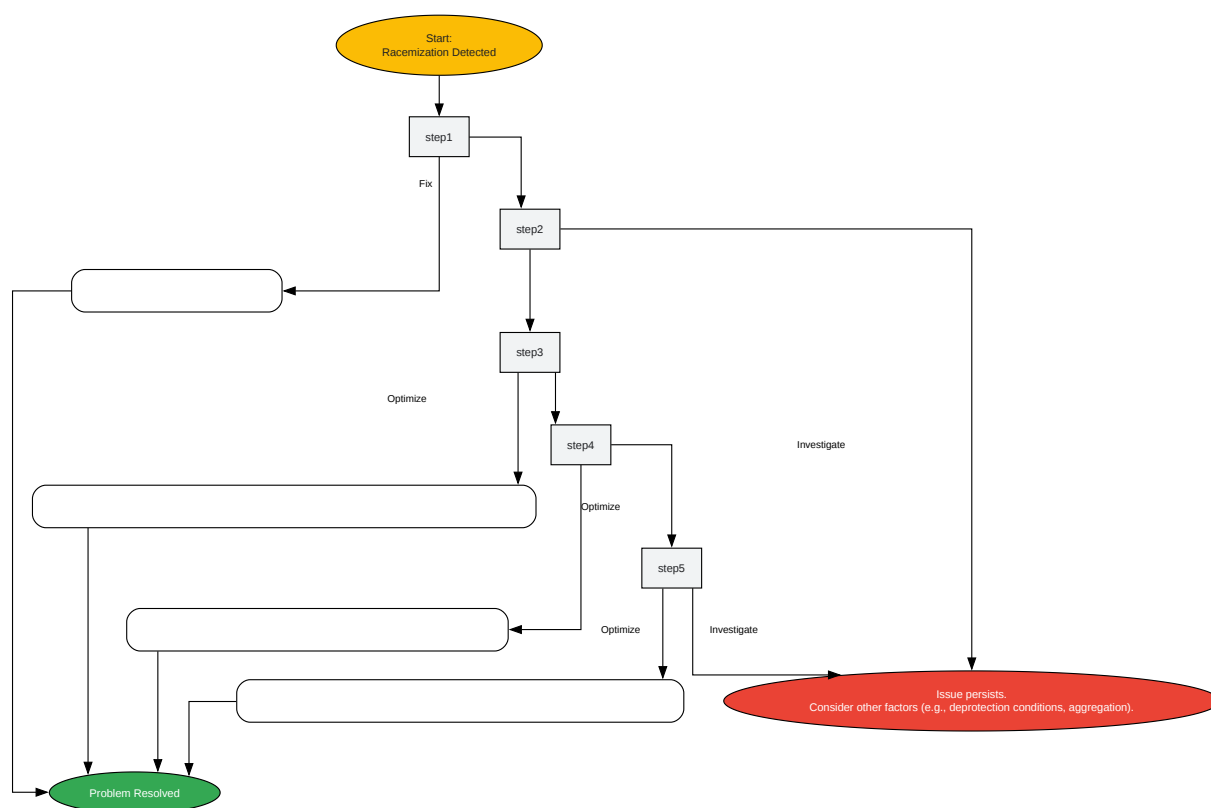 Start:
Racemization Detected
step1
Fix
step2
step3
Optimize
step4
Investigate
Optimize
step5
Optimize
Investigate
Issue persists.
Consider other factors (e.g., deprotection conditions, aggregation).
Problem Resolved